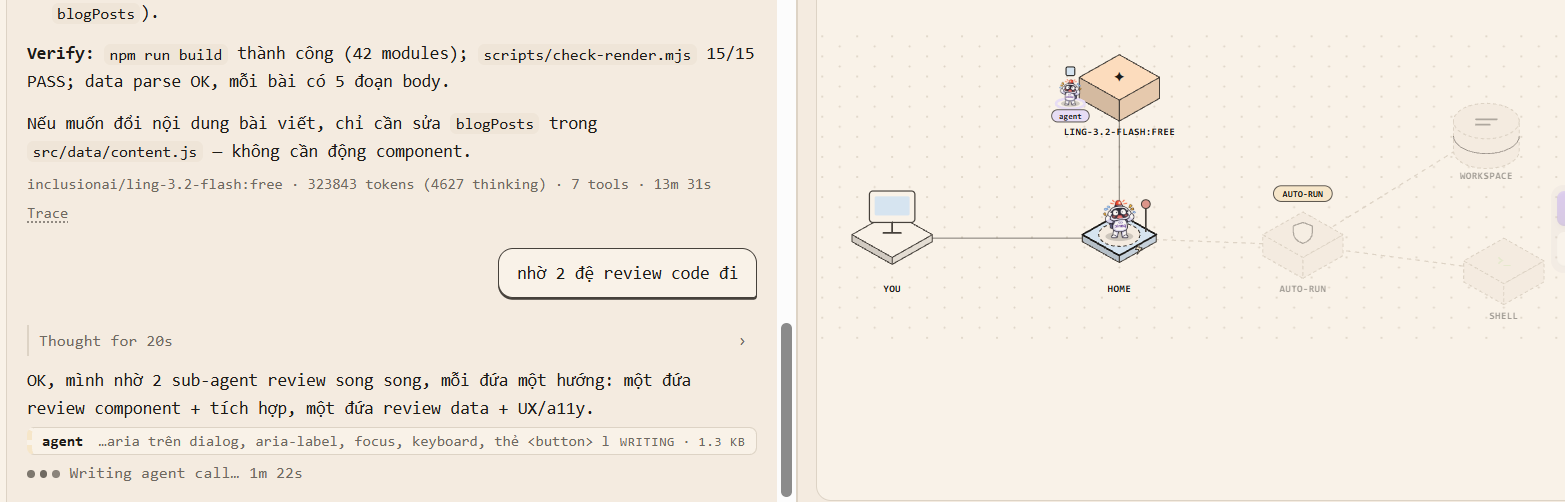 blogPosts ).
Verify: npm run build thành công (42 modules); scripts/check-render.mjs 15/15
PASS; data parse OK, mỗi bài có 5 đoạn body.
Nếu muốn đổi nội dung bài viết, chỉ cần sửa blogPosts trong
src/data/content.js — không cần động component.
inclusionai/ling-3.2-flash:free · 323843 tokens (4627 thinking) · 7 tools · 13m 31s
Trace
nhờ 2 đệ review code đi
Thought for 20s
OK, mình nhờ 2 sub-agent review song song, mỗi đứa một hướng: một đứa
review component + tích hợp, một đứa review data + UX/a11y.
agent …aria trên dialog, aria-label, focus, keyboard, thẻ <button> l WRITING · 1.3 KB
Writing agent call… 1m 22s
agent
LING-3.2-FLASH:FREE
WORKSPACE
AUTO-RUN
YOU
HOME
AUTO-RUN
SHELL